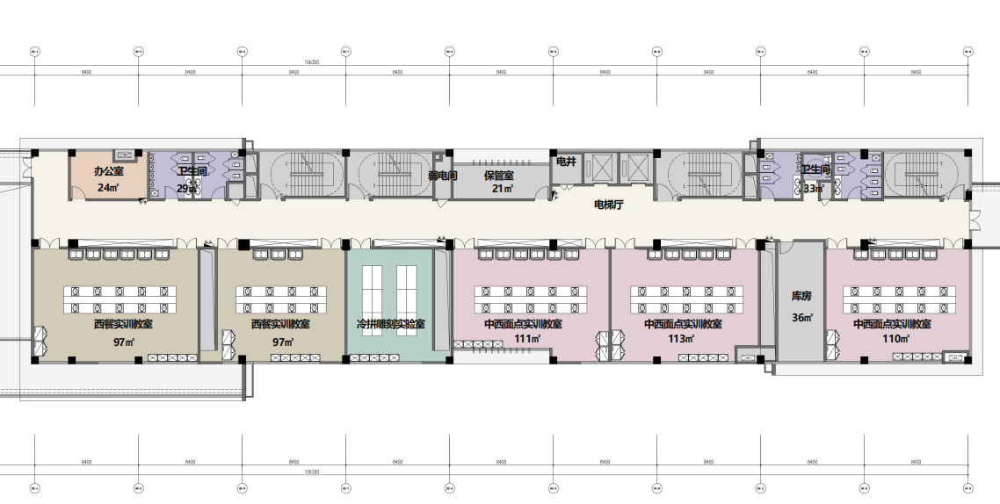 106300
8400 8400 8400 8400 8400 8400 8400 8400 8400
办公室
24㎡
卫生间
29㎡
弱电间
保管室
21㎡
电井
电梯厅
卫生间
33㎡
西餐实训教室
97㎡
西餐实训教室
97㎡
冷拼雕刻实验室
中西面点实训教室
111㎡
中西面点实训教室
113㎡
库房
36㎡
中西面点实训教室
110㎡
8400 8400 8400 8400 8400 8400 8400 8400 8400
106300